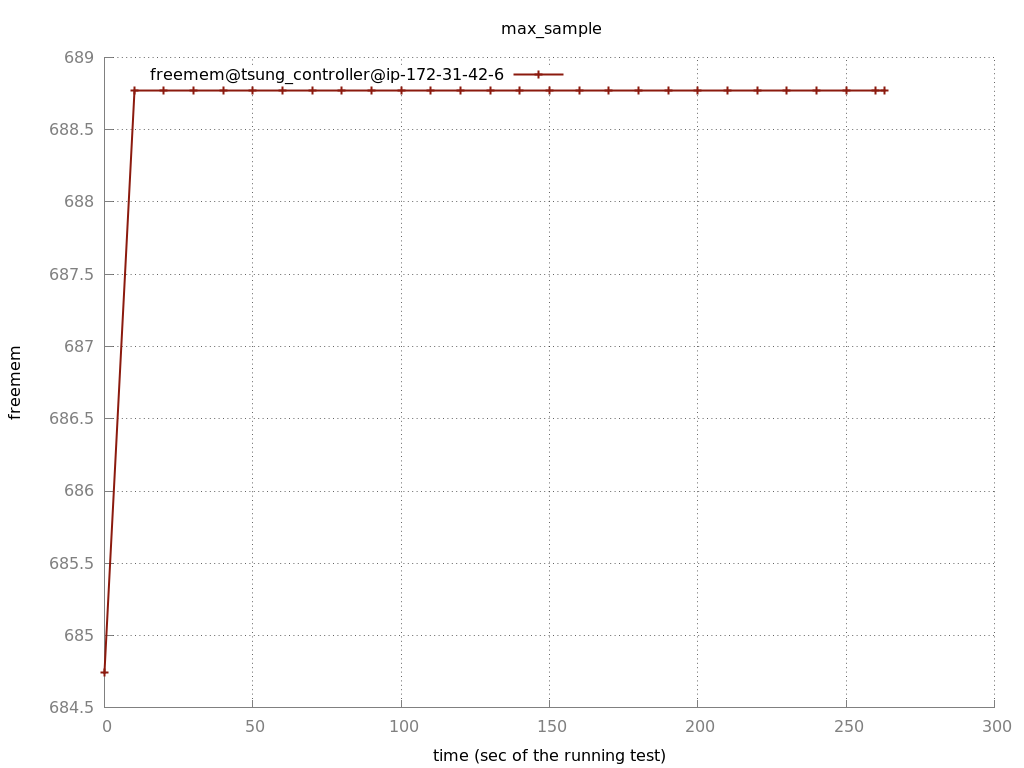 max_sample
689
freemem@tsung_controller@ip-172-31-42-6
688.5
688
687.5
687
freemem
686.5
686
685.5
685
684.5
0 50 100 150 200 250 300
time (sec of the running test)